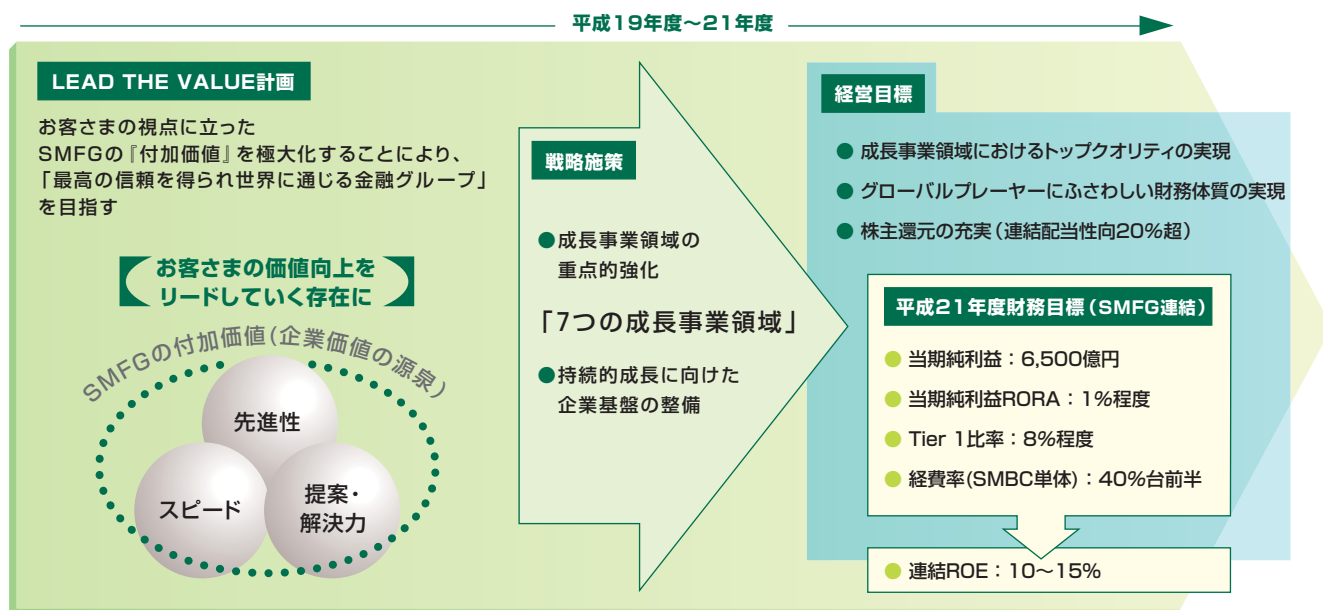 平成19年度～21年度
LEAD THE VALUE計画
お客さまの視点に立った
SMFGの『付加価値』を極大化することにより、
「最高の信頼を得られ世界に通じる金融グループ」
を目指す
お客さまの価値向上を
リードしていく存在に
SMFGの付加価値(企業価値の源泉)
先進性
スピード
提案・
解決力
戦略施策
●成長事業領域の
重点的強化
「7つの成長事業領域」
●持続的成長に向けた
企業基盤の整備
経営目標
● 成長事業領域におけるトップクオリティの実現
● グローバルプレーヤーにふさわしい財務体質の実現
● 株主還元の充実(連結配当性向20%超)
平成21年度財務目標(SMFG連結)
● 当期純利益：6,500億円
● 当期純利益RORA：1%程度
● Tier 1比率：8%程度
● 経費率(SMBC単体)：40%台前半
● 連結ROE：10～15%